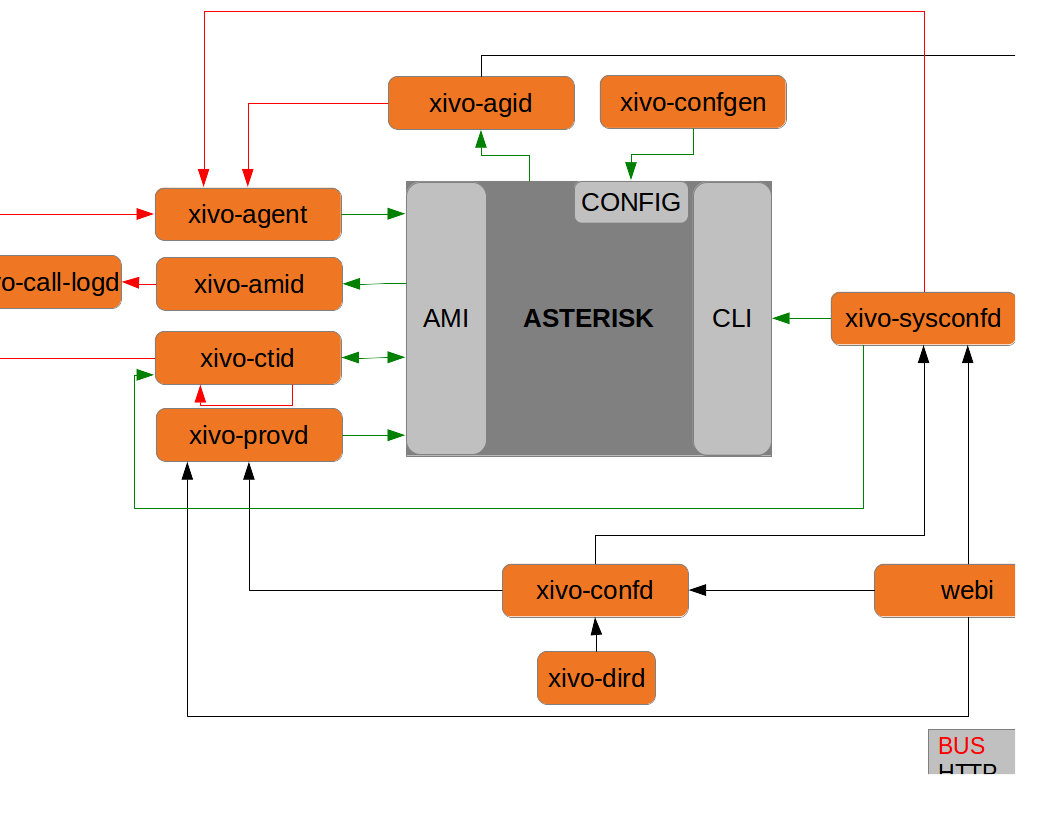 xivo-agid
xivo-confgen
xivo-agent
CONFIG
o-call-logd
xivo-amid
AMI
ASTERISK
CLI
xivo-sysconfd
xivo-ctid
xivo-provd
xivo-confd
webi
xivo-dird
BUS
HTTP